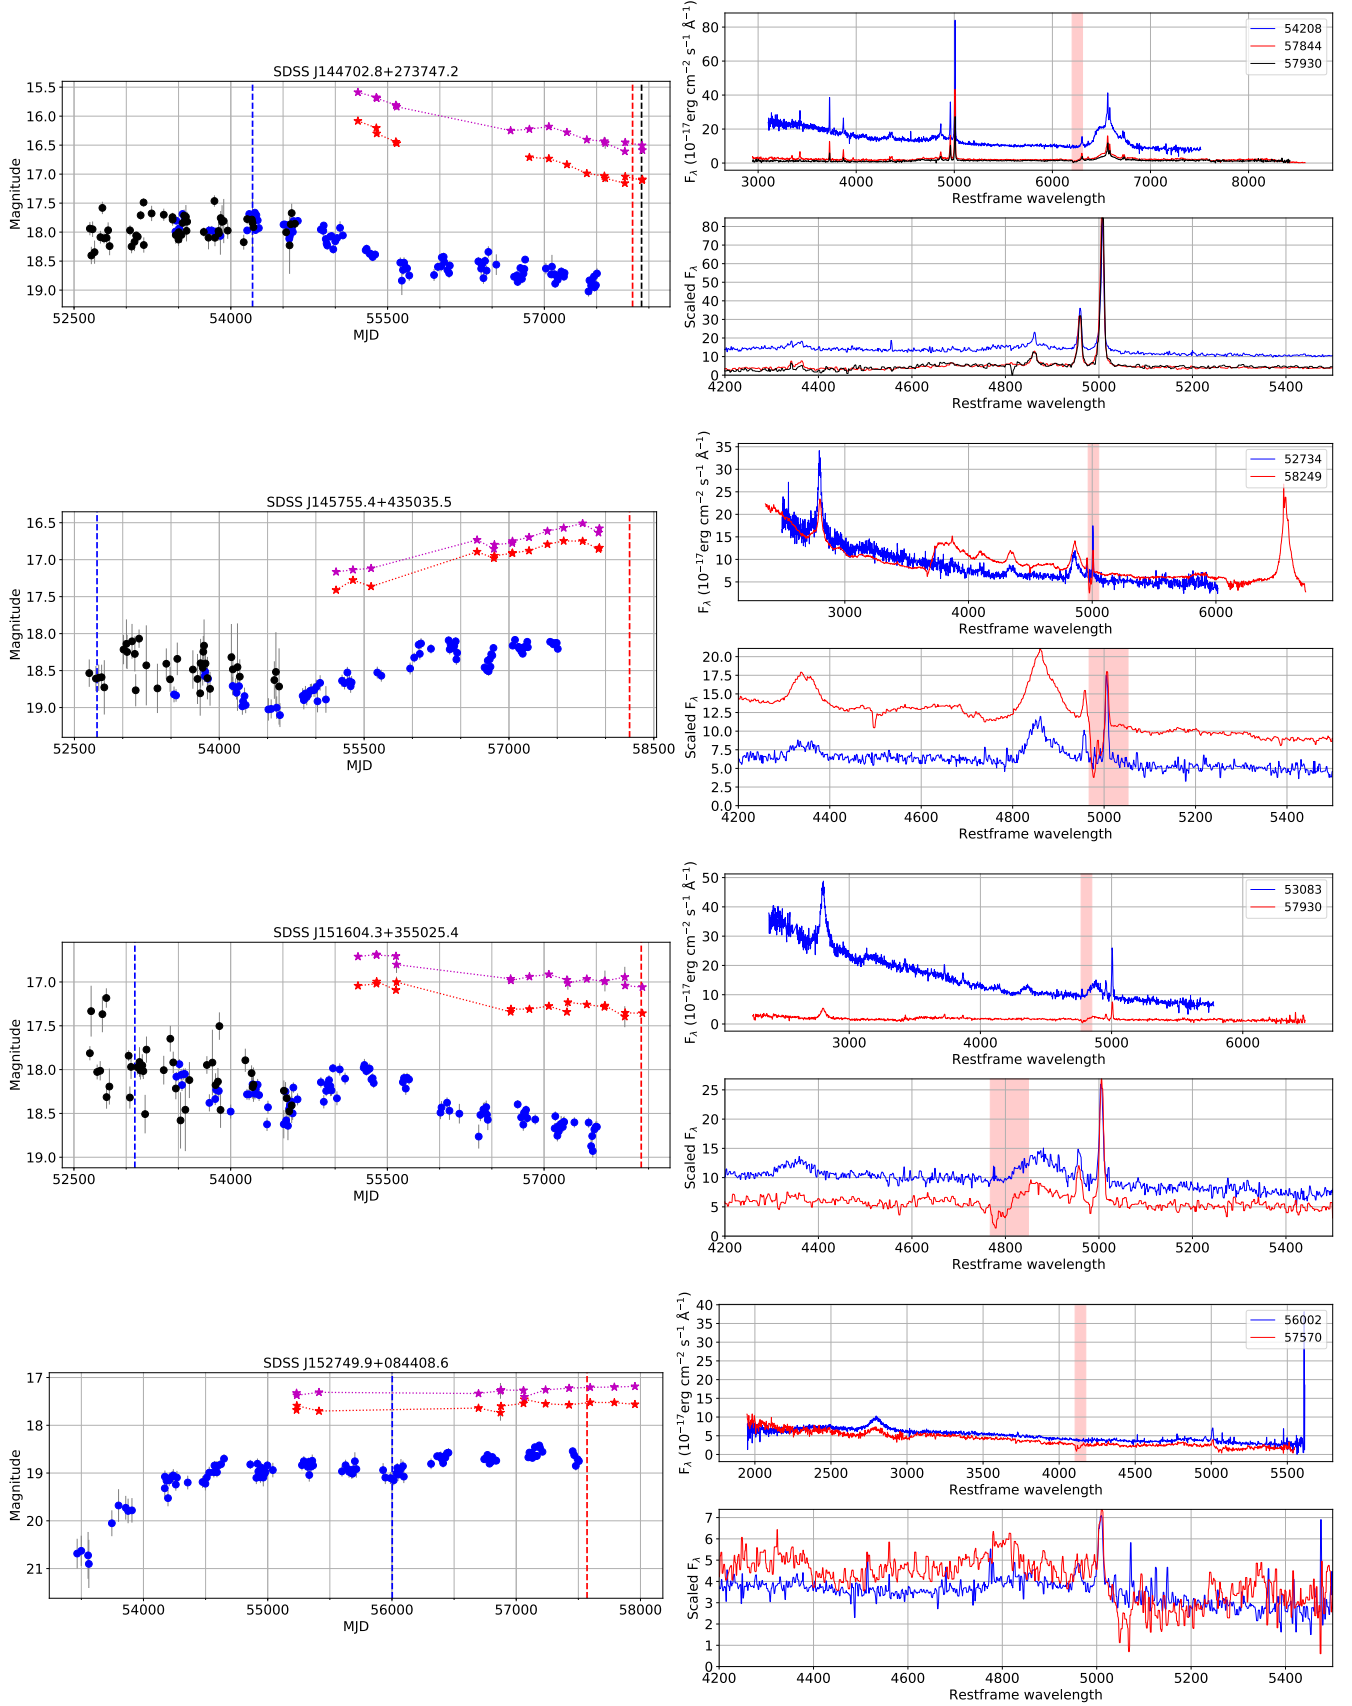 SDSS J144702.8+273747.2
15.5
16.0
16.5
17.0
17.5
18.0
18.5
19.0
Magnitude
52500 54000 55500 57000
MJD
80
60
40
20
0
F_λ (10^{−17}erg cm^{−2} s^{−1} Å^{−1})
54208
57844
57930
3000 4000 5000 6000 7000 8000
Restframe wavelength
80
70
60
50
40
30
20
10
0
Scaled F_λ
4200 4400 4600 4800 5000 5200 5400
Restframe wavelength
SDSS J145755.4+435035.5
16.5
17.0
17.5
18.0
18.5
19.0
Magnitude
52500 54000 55500 57000 58500
MJD
35
30
25
20
15
10
5
F_λ (10^{−17}erg cm^{−2} s^{−1} Å^{−1})
52734
58249
3000 4000 5000 6000
Restframe wavelength
20.0
17.5
15.0
12.5
10.0
7.5
5.0
2.5
0.0
Scaled F_λ
4200 4400 4600 4800 5000 5200 5400
Restframe wavelength
SDSS J151604.3+355025.4
17.0
17.5
18.0
18.5
19.0
Magnitude
52500 54000 55500 57000
MJD
50
40
30
20
10
0
F_λ (10^{−17}erg cm^{−2} s^{−1} Å^{−1})
53083
57930
3000 4000 5000 6000
Restframe wavelength
25
20
15
10
5
0
Scaled F_λ
4200 4400 4600 4800 5000 5200 5400
Restframe wavelength
SDSS J152749.9+084408.6
17
18
19
20
21
Magnitude
54000 55000 56000 57000 58000
MJD
40
35
30
25
20
15
10
5
0
F_λ (10^{−17}erg cm^{−2} s^{−1} Å^{−1})
56002
57570
2000 2500 3000 3500 4000 4500 5000 5500
Restframe wavelength
7
6
5
4
3
2
1
0
Scaled F_λ
4200 4400 4600 4800 5000 5200 5400
Restframe wavelength